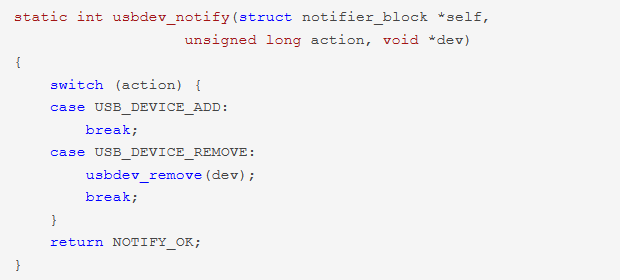 static int usbdev_notify(struct notifier_block *self,
                    unsigned long action, void *dev)
{
    switch (action) {
    case USB_DEVICE_ADD:
        break;
    case USB_DEVICE_REMOVE:
        usbdev_remove(dev);
        break;
    }
    return NOTIFY_OK;
}